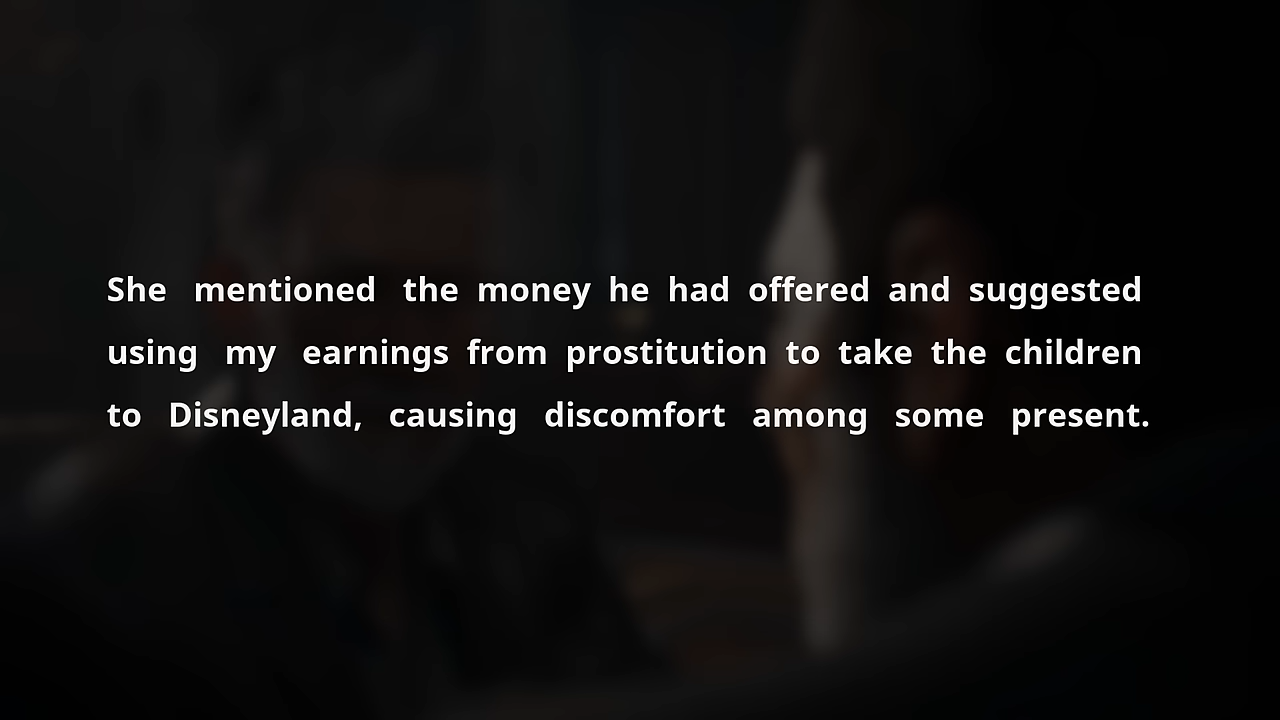 She mentioned the money he had offered and suggested
using my earnings from prostitution to take the children
to Disneyland, causing discomfort among some present.